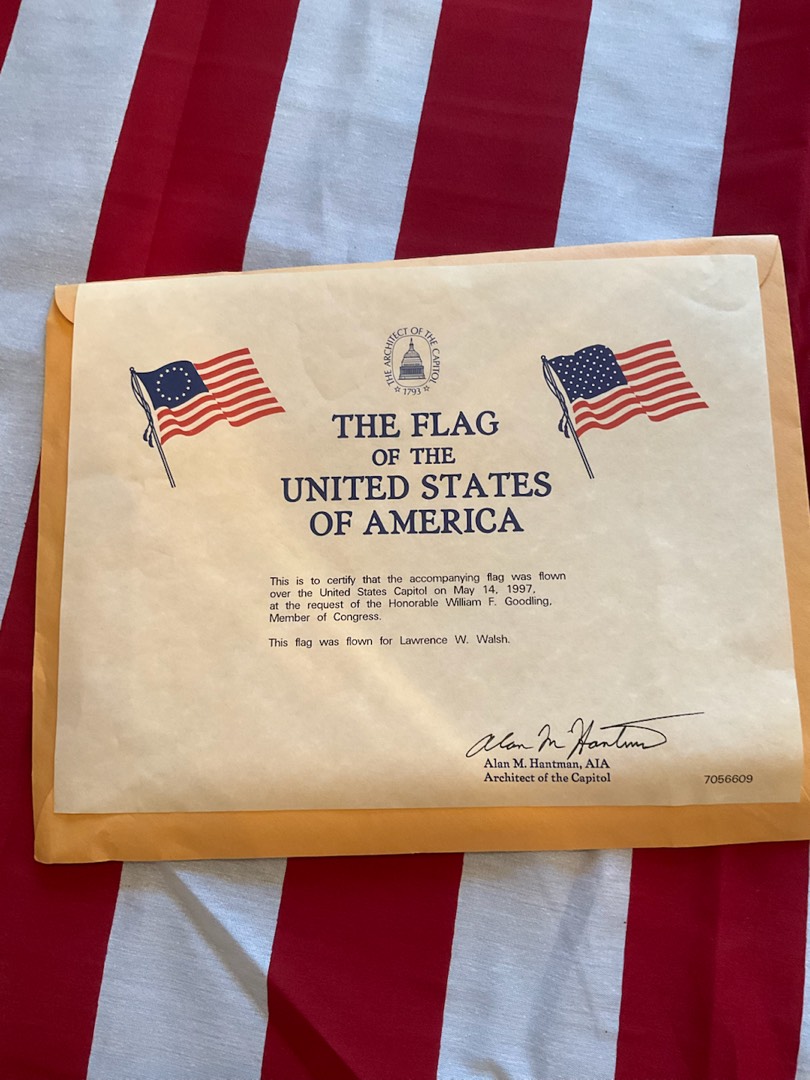 THE ARCHITECT OF THE CAPITOL
1793
THE FLAG
OF THE
UNITED STATES
OF AMERICA
This is to certify that the accompanying flag was flown
over the United States Capitol on May 14, 1997,
at the request of the Honorable William F. Goodling,
Member of Congress.
This flag was flown for Lawrence W. Walsh.
Alan M Hantman
Alan M. Hantman, AIA
Architect of the Capitol
7056609